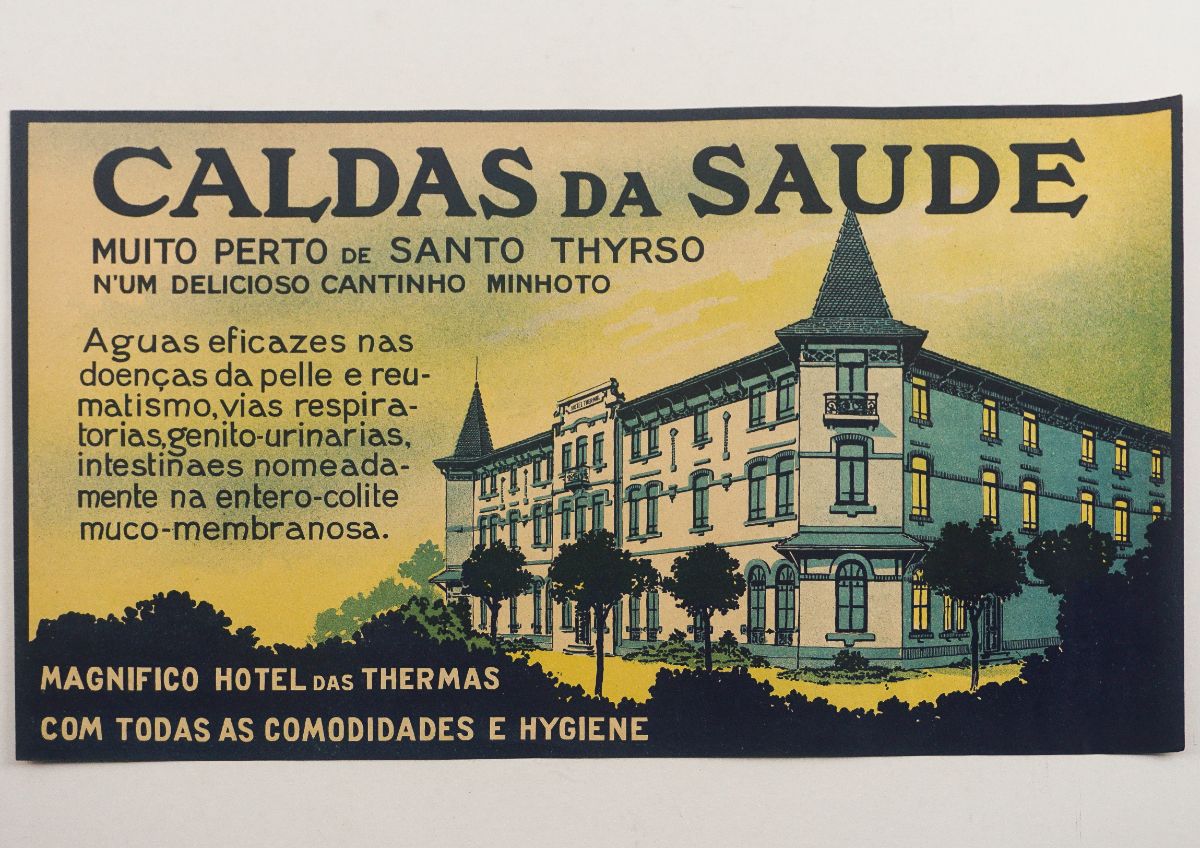 CALDAS DA SAUDE
MUITO PERTO DE SANTO THYRSO
N'UM DELICIOSO CANTINHO MINHOTO
Aguas eficazes nas
doenças da pelle e reu-
matismo, vias respira-
torias, genito-urinarias,
intestinaes nomeada-
mente na entero-colite
muco-membranosa.
HOTEL THERMAL
MAGNIFICO HOTEL DAS THERMAS
COM TODAS AS COMODIDADES E HYGIENE